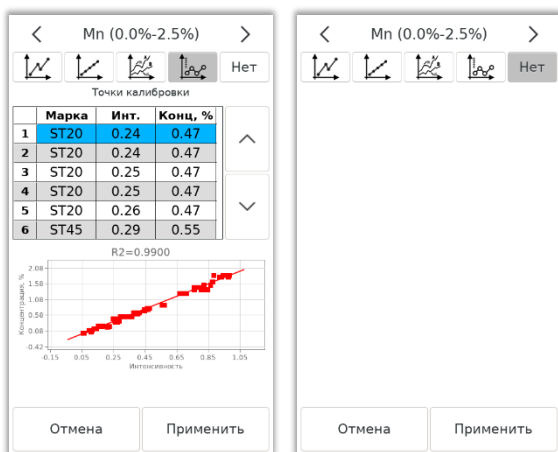 Mn (0.0%-2.5%)
Нет
Точки калибровки
Марка Инт. Конц, %
1 ST20 0.24 0.47
2 ST20 0.24 0.47
3 ST20 0.25 0.47
4 ST20 0.25 0.47
5 ST20 0.26 0.47
6 ST45 0.29 0.55
R2=0.9900
Концентрация, %
2.08
1.58
1.08
0.58
0.08
-0.42
-0.15 0.05 0.25 0.45 0.65 0.85 1.05
Интенсивность
Отмена Применить
Mn (0.0%-2.5%)
Нет
Отмена Применить